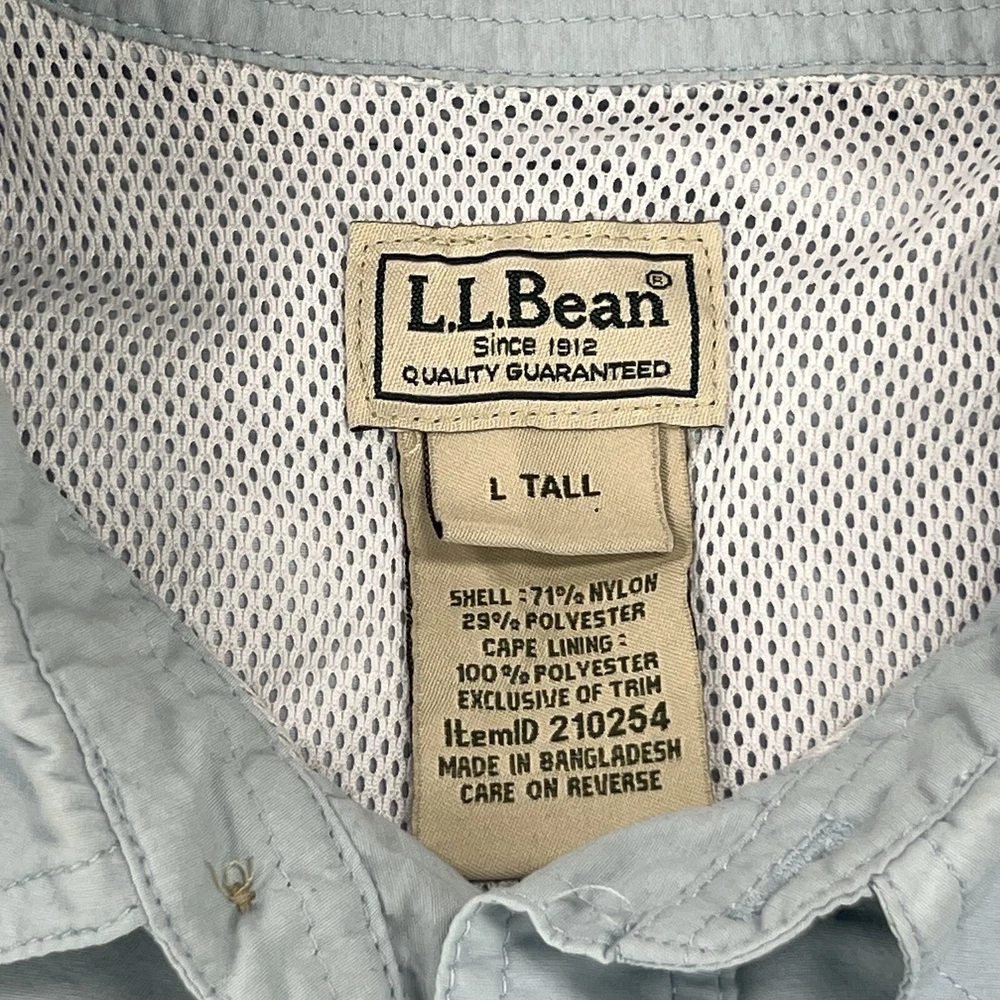 L.L.Bean®
Since 1912
QUALITY GUARANTEED
L TALL
SHELL : 71% NYLON
29% POLYESTER
CAPE LINING :
100% POLYESTER
EXCLUSIVE OF TRIM
ItemID 210254
MADE IN BANGLADESH
CARE ON REVERSE